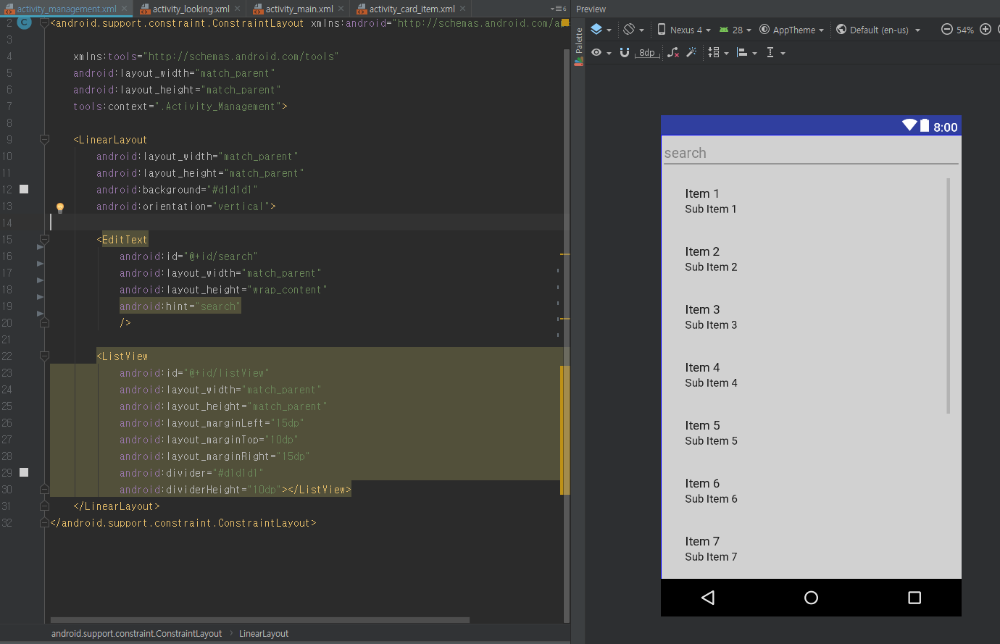 activity_management.xml activity_looking.xml activity_main.xml activity_card_item.xml 6
2 <android.support.constraint.ConstraintLayout xmlns:android="http://schemas.android.com/a
3
4 xmlns:tools="http://schemas.android.com/tools"
5 android:layout_width="match_parent"
6 android:layout_height="match_parent"
7 tools:context=".Activity_Management">
8
9 <LinearLayout
10 android:layout_width="match_parent"
11 android:layout_height="match_parent"
12 android:background="#d1d1d1"
13 android:orientation="vertical">
14
15 <EditText
16 android:id="@+id/search"
17 android:layout_width="match_parent"
18 android:layout_height="wrap_content"
19 android:hint="search"
20 />
21
22 <ListView
23 android:id="@+id/listView"
24 android:layout_width="match_parent"
25 android:layout_height="match_parent"
26 android:layout_marginLeft="15dp"
27 android:layout_marginTop="10dp"
28 android:layout_marginRight="15dp"
29 android:divider="#d1d1d1"
30 android:dividerHeight="10dp"></ListView>
31 </LinearLayout>
32 </android.support.constraint.ConstraintLayout>
android.support.constraint.ConstraintLayout › LinearLayout
Preview
Palette
Nexus 4 28 AppTheme Default (en-us) 54%
8dp
8:00
search
Item 1
Sub Item 1
Item 2
Sub Item 2
Item 3
Sub Item 3
Item 4
Sub Item 4
Item 5
Sub Item 5
Item 6
Sub Item 6
Item 7
Sub Item 7